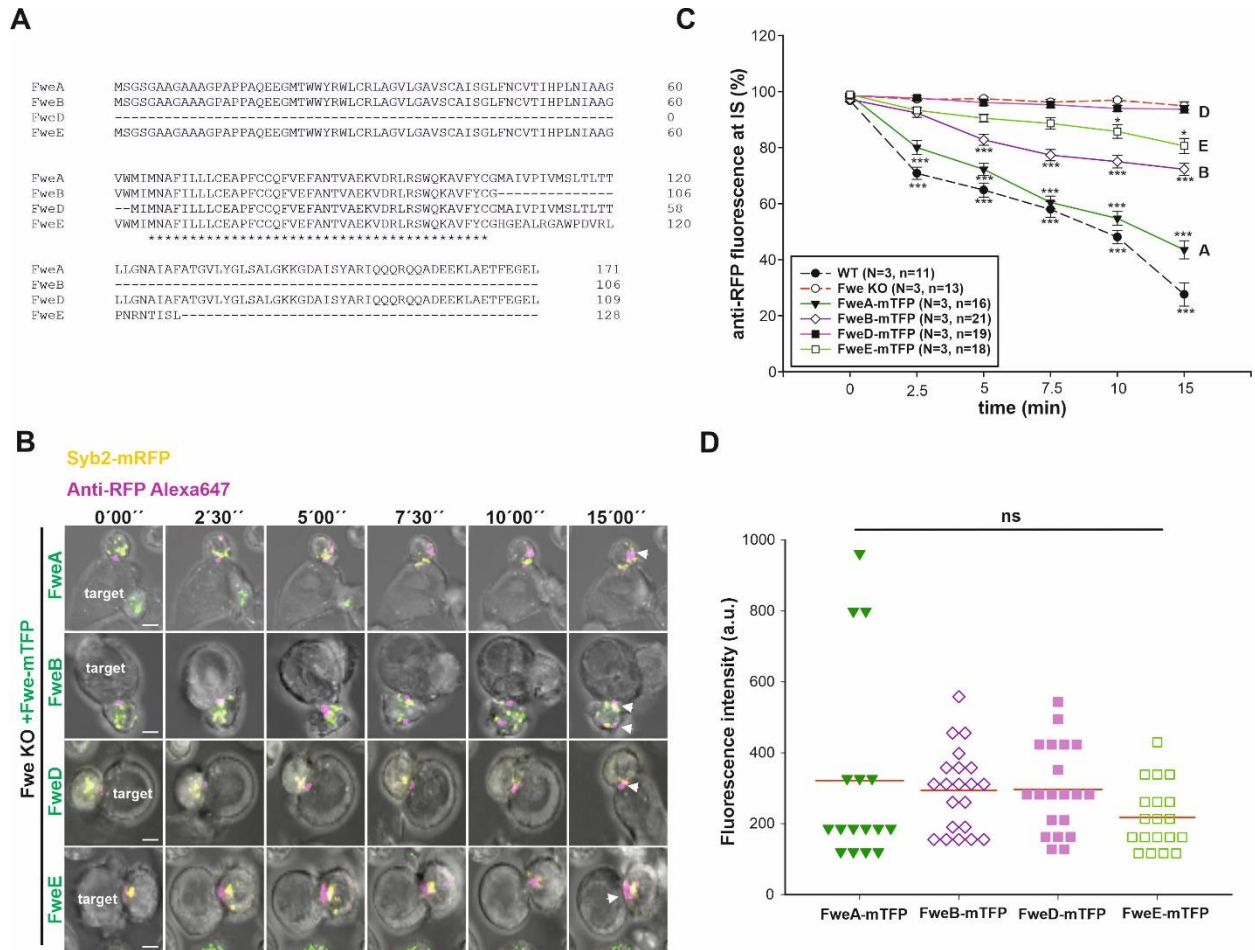 A
FweA MSGSGAAGAAAGPAPPAQEEGMTWWYRWLCRLAGVLGAVSCAISGLFNCVTIHPLNIAAG 60
FweB MSGSGAAGAAAGPAPPAQEEGMTWWYRWLCRLAGVLGAVSCAISGLFNCVTIHPLNIAAG 60
FweD ------------------------------------------------------------ 0
FweE MSGSGAAGAAAGPAPPAQEEGMTWWYRWLCRLAGVLGAVSCAISGLFNCVTIHPLNIAAG 60
FweA VWMIMNAFILLLCEAPFCCQFVEFANTVAEKVDRLRSWQKAVFYCGMAIVPIVMSLTLTT 120
FweB VWMIMNAFILLLCEAPFCCQFVEFANTVAEKVDRLRSWQKAVFYCG-------------- 106
FweD --MIMNAFILLLCEAPFCCQFVEFANTVAEKVDRLRSWQKAVFYCGMAIVPIVMSLTLTT 58
FweE VWMIMNAFILLLCEAPFCCQFVEFANTVAEKVDRLRSWQKAVFYCGHGEALRGAWPDVRL 120
********************************************
FweA LLGNAIAFATGVLYGLSALGKKGDAISYARIQQQRQQADEEKLAETFEGEL 171
FweB --------------------------------------------------- 106
FweD LLGNAIAFATGVLYGLSALGKKGDAISYARIQQQRQQADEEKLAETFEGEL 109
FweE PNRNTISL------------------------------------------- 128
B
Syb2-mRFP
Anti-RFP Alexa647
0´00´´ 2´30´´ 5´00´´ 7´30´´ 10´00´´ 15´00´´
Fwe KO +Fwe-mTFP
FweA
target
FweB
target
FweD
target
FweE
target
C
anti-RFP fluorescence at IS (%)
120
100
80
60
40
20
0
D
* * E
*** *** *** *** B
*** *** *** *** *** A
*** *** *** *** ***
WT (N=3, n=11)
Fwe KO (N=3, n=13)
FweA-mTFP (N=3, n=16)
FweB-mTFP (N=3, n=21)
FweD-mTFP (N=3, n=19)
FweE-mTFP (N=3, n=18)
0 2.5 5 7.5 10 15
time (min)
D
ns
Fluorescence intensity (a.u.)
1000
800
600
400
200
0
FweA-mTFP FweB-mTFP FweD-mTFP FweE-mTFP